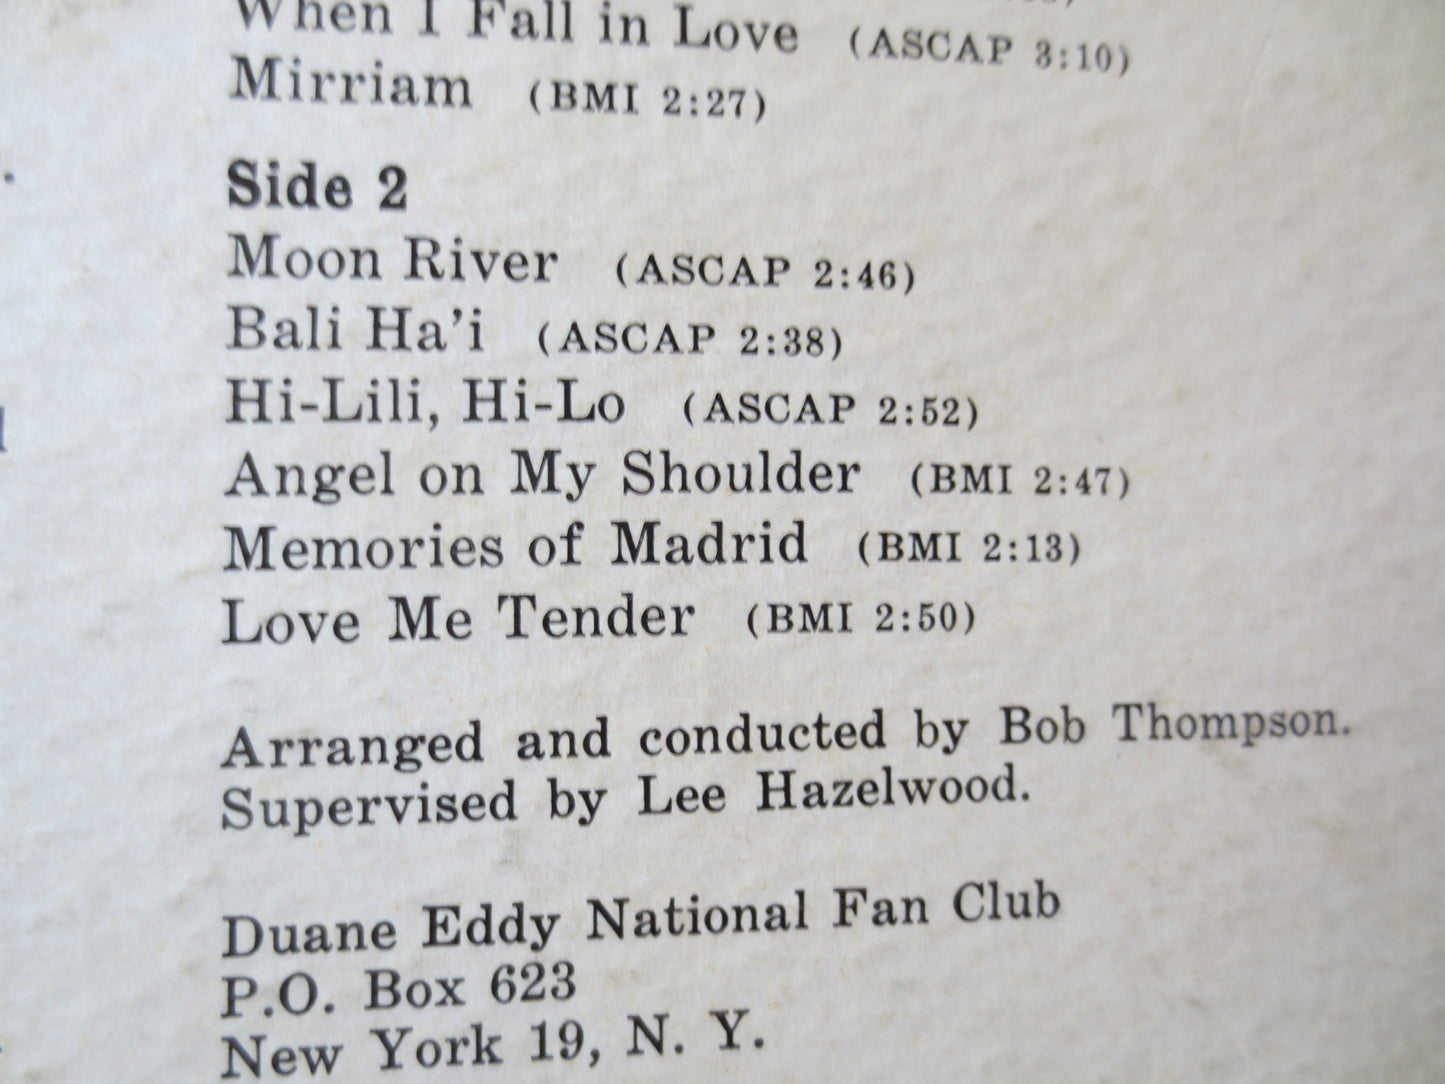 When I Fall in Love (ASCAP 3:10)
Mirriam (BMI 2:27)
Side 2
Moon River (ASCAP 2:46)
Bali Ha'i (ASCAP 2:38)
Hi-Lili, Hi-Lo (ASCAP 2:52)
Angel on My Shoulder (BMI 2:47)
Memories of Madrid (BMI 2:13)
Love Me Tender (BMI 2:50)
Arranged and conducted by Bob Thompson.
Supervised by Lee Hazelwood.
Duane Eddy National Fan Club
P.O. Box 623
New York 19, N. Y.